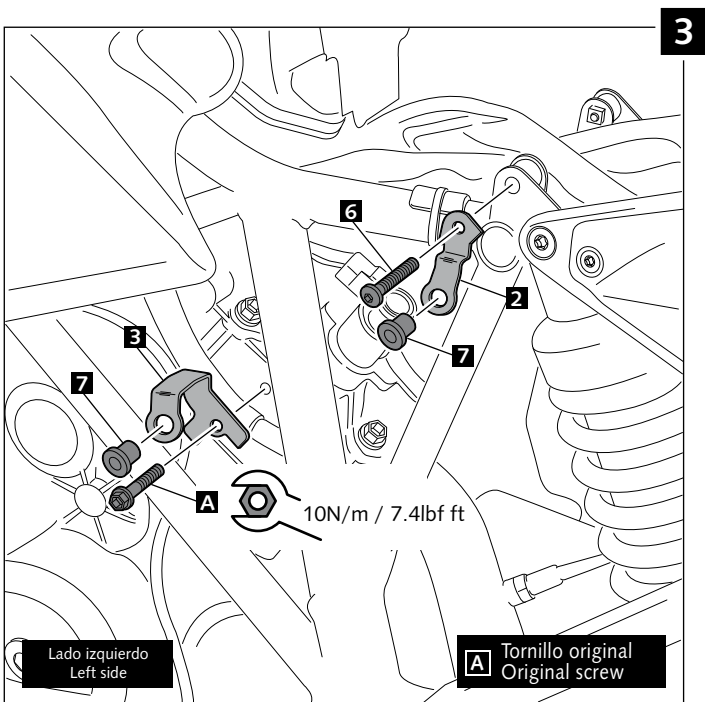 3
6
2
7
3
7
A
10N/m / 7.4lbf ft
Lado izquierdo
Left side
A Tornillo original
Original screw